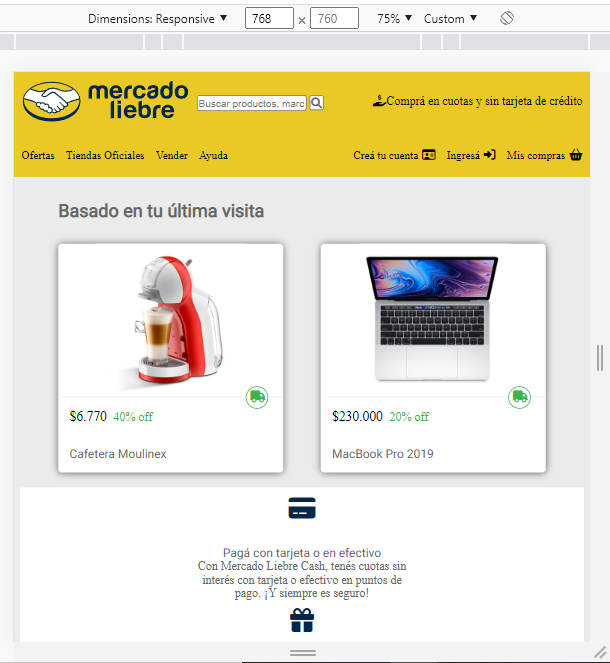 Dimensions: Responsive ▼ 768 × 760 75% ▼ Custom ▼
mercado
liebre
Buscar productos, marc
Comprá en cuotas y sin tarjeta de crédito
Ofertas Tiendas Oficiales Vender Ayuda Creá tu cuenta Ingresá Mis compras
Basado en tu última visita
$6.770 40% off
Cafetera Moulinex
$230.000 20% off
MacBook Pro 2019
Pagá con tarjeta o en efectivo
Con Mercado Liebre Cash, tenés cuotas sin
interés con tarjeta o efectivo en puntos de
pago. ¡Y siempre es seguro!